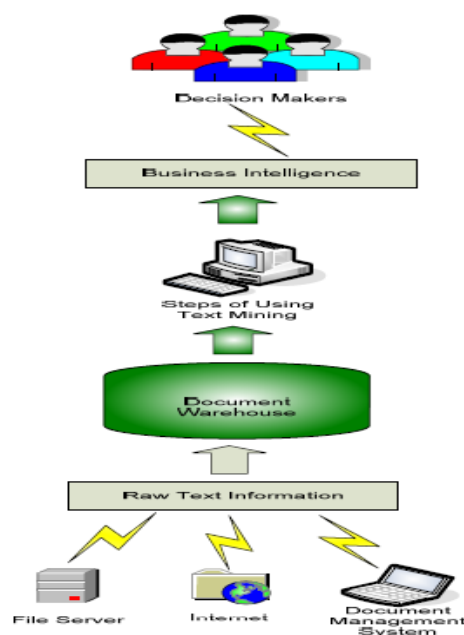 Decision Makers
Business Intelligence
Steps of Using
Text Mining
Document
Warehouse
Raw Text Information
File Server
Internet
Document
Management
System